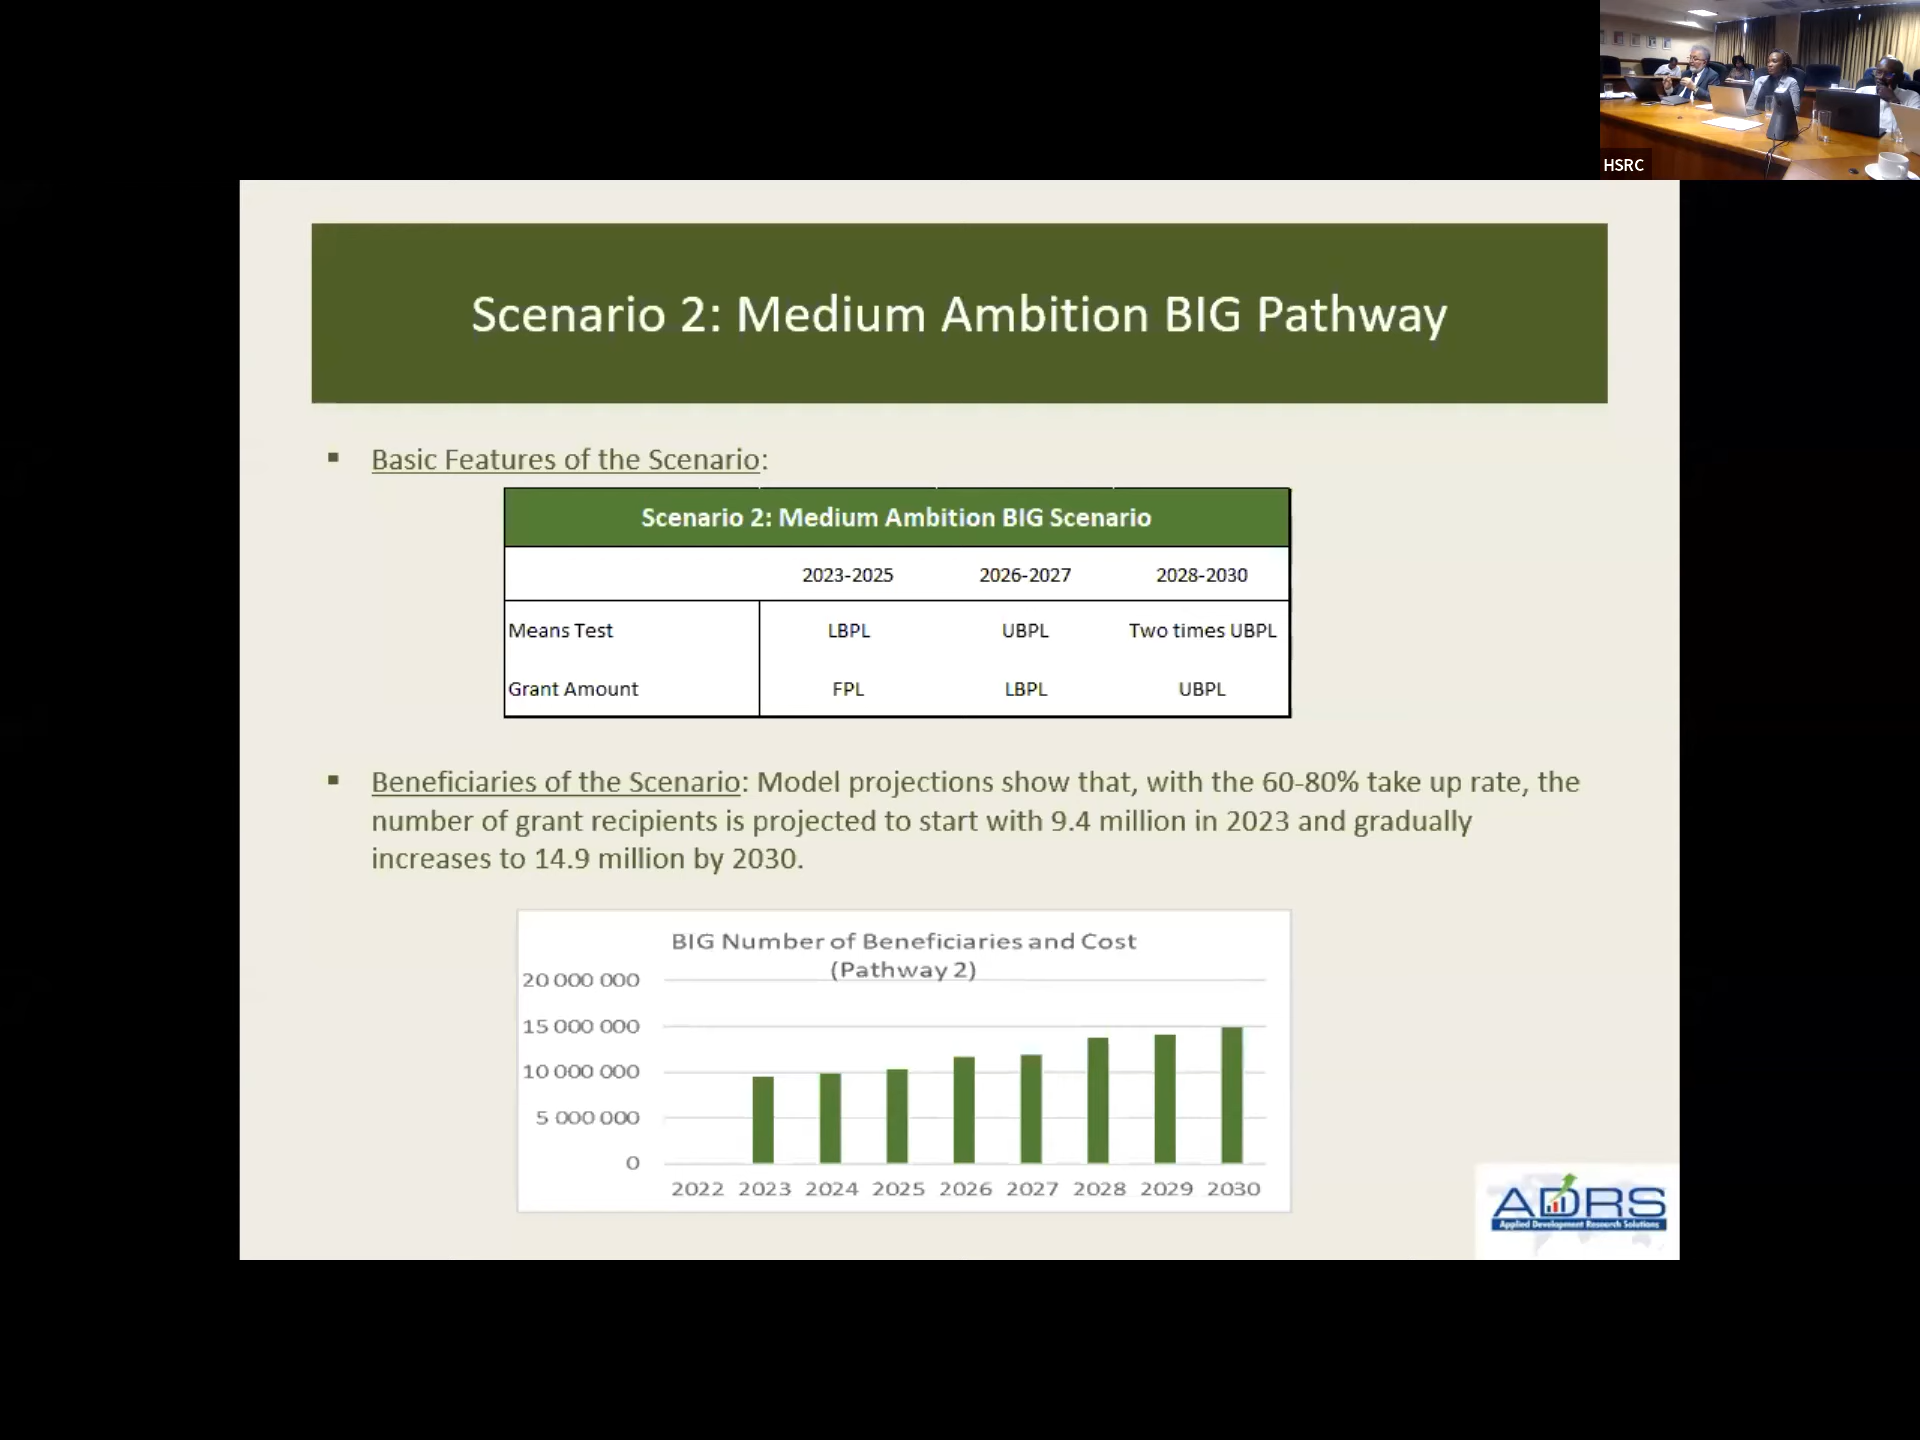 HSRC
Scenario 2: Medium Ambition BIG Pathway
▪ Basic Features of the Scenario:
Scenario 2: Medium Ambition BIG Scenario
2023-2025 2026-2027 2028-2030
Means Test LBPL UBPL Two times UBPL
Grant Amount FPL LBPL UBPL
▪ Beneficiaries of the Scenario: Model projections show that, with the 60-80% take up rate, the
number of grant recipients is projected to start with 9.4 million in 2023 and gradually
increases to 14.9 million by 2030.
BIG Number of Beneficiaries and Cost
(Pathway 2)
20 000 000
15 000 000
10 000 000
5 000 000
0
2022 2023 2024 2025 2026 2027 2028 2029 2030
ADRS
Applied Development Research Solutions